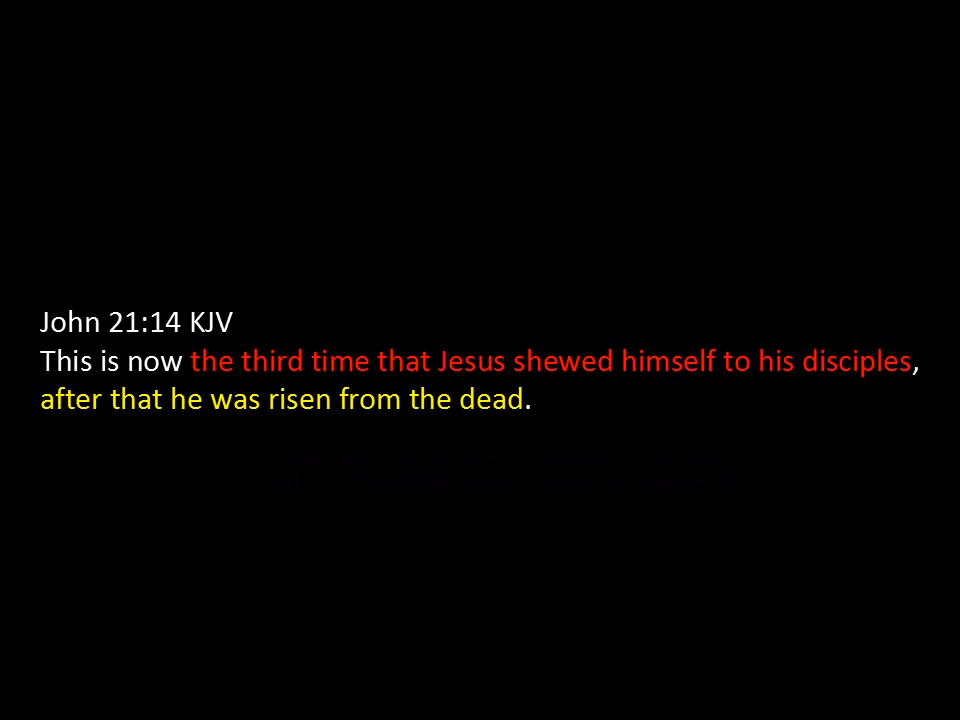 John 21:14 KJV
This is now the third time that Jesus shewed himself to his disciples,
after that he was risen from the dead.